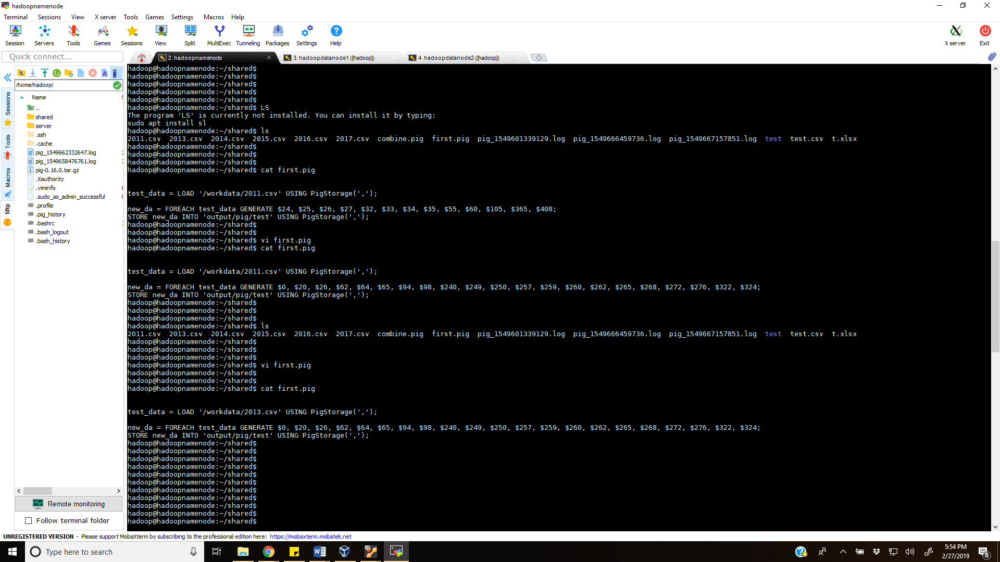 hadoopnamenode
Terminal Sessions View X server Tools Games Settings Macros Help
Session Servers Tools Games Sessions View Split MultiExec Tunneling Packages Settings Help X server Exit
Quick connect...
2. hadoopnamenode
3. hadoopdatanode1 ([hadoop])
4. hadoopdatanode2 ([hadoop])
/home/hadoop/
Name
..
shared
server
.ssh
.cache
pig_1549662332647.log
pig_1549658476761.log
pig-0.16.0.tar.gz
.Xauthority
.viminfo
.sudo_as_admin_successful
.profile
.pig_history
.bashrc
.bash_logout
.bash_history
Sessions
Tools
Macros
Sftp
Remote monitoring
Follow terminal folder
hadoop@hadoopnamenode:~/shared$
hadoop@hadoopnamenode:~/shared$
hadoop@hadoopnamenode:~/shared$
hadoop@hadoopnamenode:~/shared$
hadoop@hadoopnamenode:~/shared$
hadoop@hadoopnamenode:~/shared$ LS
The program 'LS' is currently not installed. You can install it by typing:
sudo apt install sl
hadoop@hadoopnamenode:~/shared$ ls
2011.csv 2013.csv 2014.csv 2015.csv 2016.csv 2017.csv combine.pig first.pig pig_1549601339129.log pig_1549666459736.log pig_1549667157851.log test test.csv t.xlsx
hadoop@hadoopnamenode:~/shared$
hadoop@hadoopnamenode:~/shared$
hadoop@hadoopnamenode:~/shared$
hadoop@hadoopnamenode:~/shared$ cat first.pig
test_data = LOAD '/workdata/2011.csv' USING PigStorage(',');
new_da = FOREACH test_data GENERATE $24, $25, $26, $27, $32, $33, $34, $35, $55, $60, $105, $365, $408;
STORE new_da INTO 'output/pig/test' USING PigStorage(',');
hadoop@hadoopnamenode:~/shared$
hadoop@hadoopnamenode:~/shared$
hadoop@hadoopnamenode:~/shared$ vi first.pig
hadoop@hadoopnamenode:~/shared$ cat first.pig
test_data = LOAD '/workdata/2011.csv' USING PigStorage(',');
new_da = FOREACH test_data GENERATE $0, $20, $26, $62, $64, $65, $94, $98, $240, $249, $250, $257, $259, $260, $262, $265, $268, $272, $276, $322, $324;
STORE new_da INTO 'output/pig/test' USING PigStorage(',');
hadoop@hadoopnamenode:~/shared$
hadoop@hadoopnamenode:~/shared$
hadoop@hadoopnamenode:~/shared$
hadoop@hadoopnamenode:~/shared$ ls
2011.csv 2013.csv 2014.csv 2015.csv 2016.csv 2017.csv combine.pig first.pig pig_1549601339129.log pig_1549666459736.log pig_1549667157851.log test test.csv t.xlsx
hadoop@hadoopnamenode:~/shared$
hadoop@hadoopnamenode:~/shared$
hadoop@hadoopnamenode:~/shared$
hadoop@hadoopnamenode:~/shared$ vi first.pig
hadoop@hadoopnamenode:~/shared$
hadoop@hadoopnamenode:~/shared$
hadoop@hadoopnamenode:~/shared$ cat first.pig
test_data = LOAD '/workdata/2013.csv' USING PigStorage(',');
new_da = FOREACH test_data GENERATE $0, $20, $26, $62, $64, $65, $94, $98, $240, $249, $250, $257, $259, $260, $262, $265, $268, $272, $276, $322, $324;
STORE new_da INTO 'output/pig/test' USING PigStorage(',');
hadoop@hadoopnamenode:~/shared$
hadoop@hadoopnamenode:~/shared$
hadoop@hadoopnamenode:~/shared$
hadoop@hadoopnamenode:~/shared$
hadoop@hadoopnamenode:~/shared$
hadoop@hadoopnamenode:~/shared$
hadoop@hadoopnamenode:~/shared$
hadoop@hadoopnamenode:~/shared$
hadoop@hadoopnamenode:~/shared$
hadoop@hadoopnamenode:~/shared$
hadoop@hadoopnamenode:~/shared$
UNREGISTERED VERSION - Please support MobaXterm by subscribing to the professional edition here: https://mobaxterm.mobatek.net
Type here to search
5:54 PM
2/27/2019
8